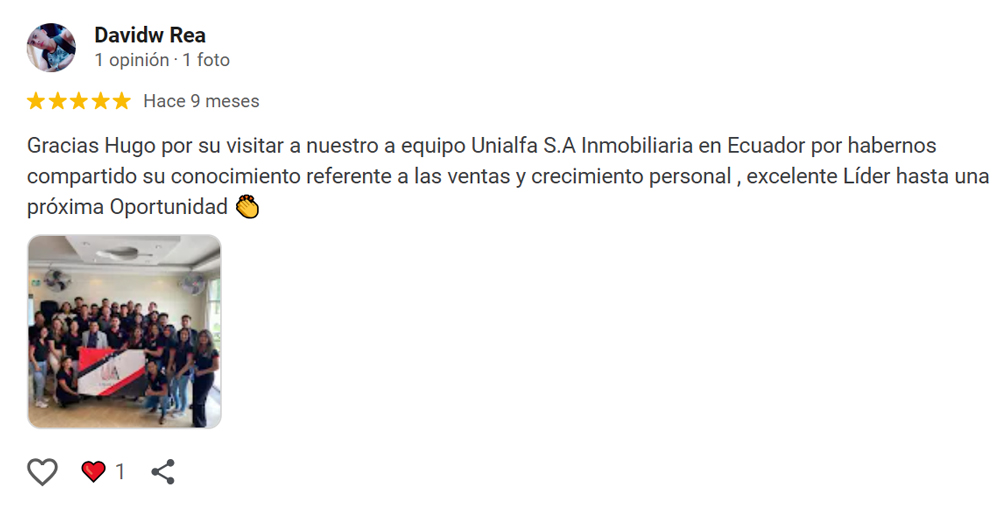 Davidw Rea
1 opinión · 1 foto
Hace 9 meses
Gracias Hugo por su visitar a nuestro a equipo Unialfa S.A Inmobiliaria en Ecuador por habernos
compartido su conocimiento referente a las ventas y crecimiento personal , excelente Líder hasta una
próxima Oportunidad 👏
UA
1